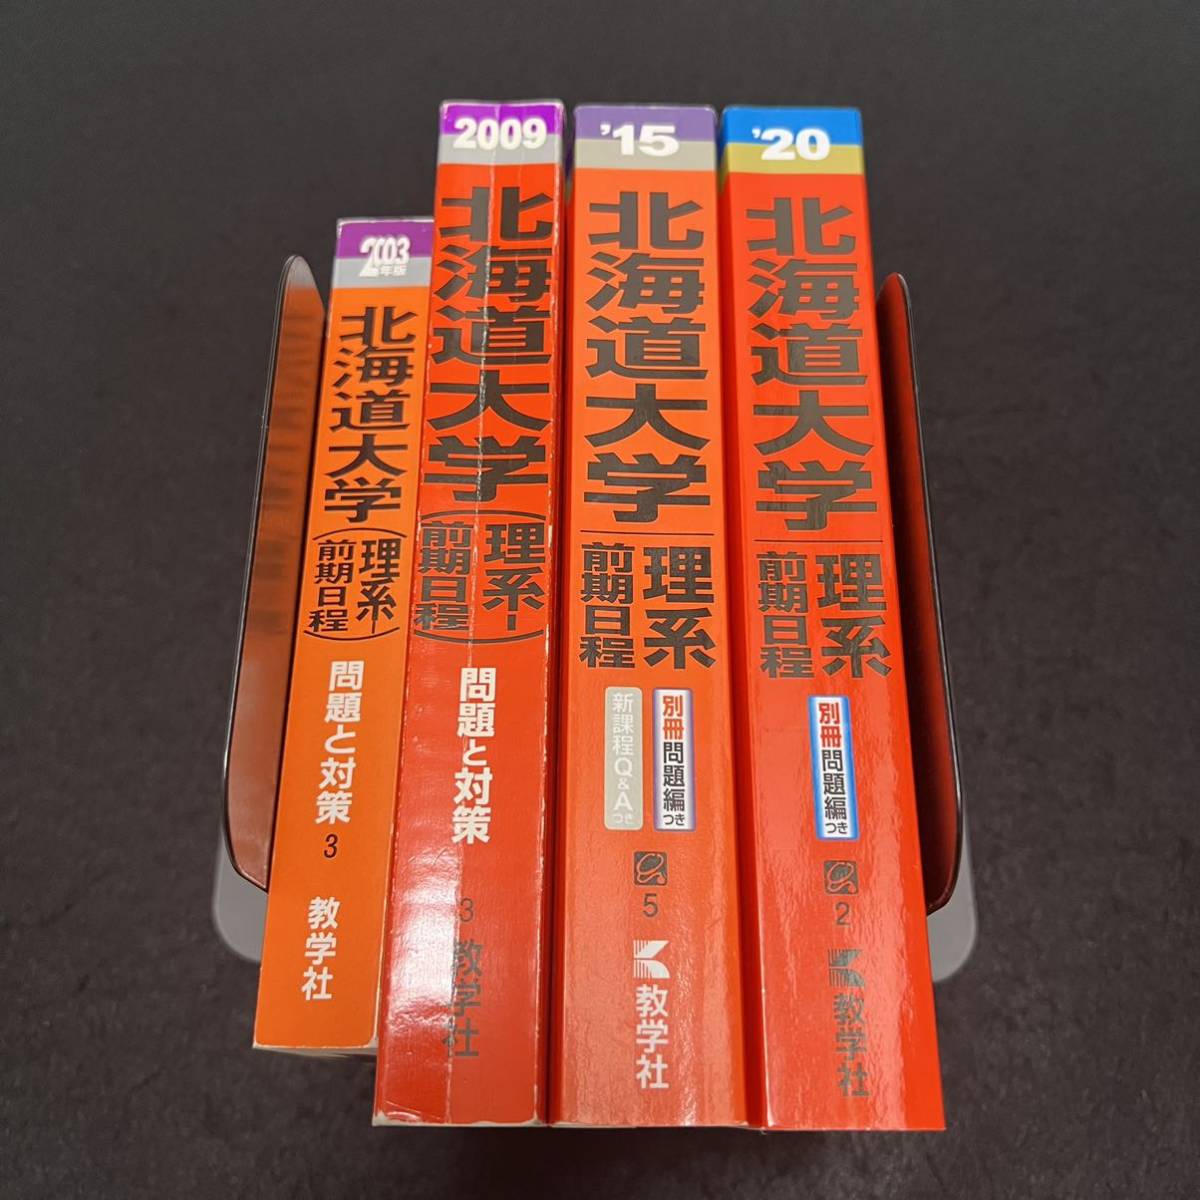 2003
年版
北海道大学
(理系-
前期日程)
問題と対策
3
教学社
2009
北海道大学
(理系-
前期日程)
問題と対策
3
教学社
'15
北海道大学
理系
前期日程
別冊問題編つき
新課程Q&Aつき
5
教学社
'20
北海道大学
理系
前期日程
別冊問題編つき
2
教学社